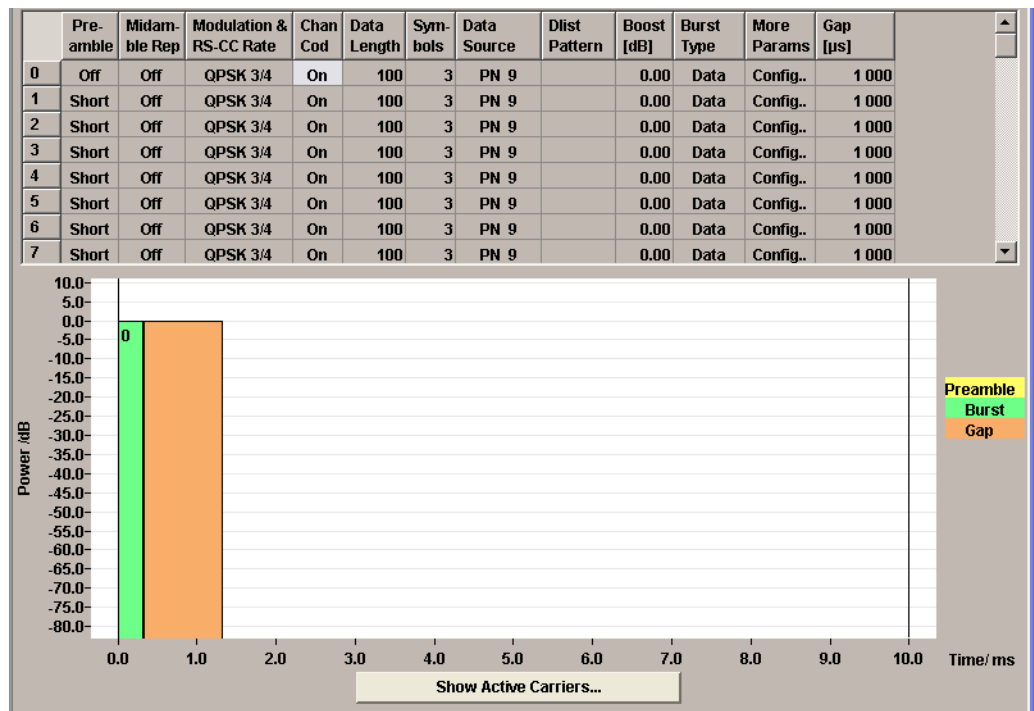 Pre-amble Midam-ble Rep Modulation & RS-CC Rate Chan Cod Data Length Sym-bols Data Source Dlist Pattern Boost [dB] Burst Type More Params Gap [µs]
0 Off Off QPSK 3/4 On 100 3 PN 9 0.00 Data Config.. 1 000
1 Short Off QPSK 3/4 On 100 3 PN 9 0.00 Data Config.. 1 000
2 Short Off QPSK 3/4 On 100 3 PN 9 0.00 Data Config.. 1 000
3 Short Off QPSK 3/4 On 100 3 PN 9 0.00 Data Config.. 1 000
4 Short Off QPSK 3/4 On 100 3 PN 9 0.00 Data Config.. 1 000
5 Short Off QPSK 3/4 On 100 3 PN 9 0.00 Data Config.. 1 000
6 Short Off QPSK 3/4 On 100 3 PN 9 0.00 Data Config.. 1 000
7 Short Off QPSK 3/4 On 100 3 PN 9 0.00 Data Config.. 1 000
Power /dB
10.0
5.0
0.0
-5.0
-10.0
-15.0
-20.0
-25.0
-30.0
-35.0
-40.0
-45.0
-50.0
-55.0
-60.0
-65.0
-70.0
-75.0
-80.0
0
Preamble
Burst
Gap
0.0 1.0 2.0 3.0 4.0 5.0 6.0 7.0 8.0 9.0 10.0 Time/ ms
Show Active Carriers...